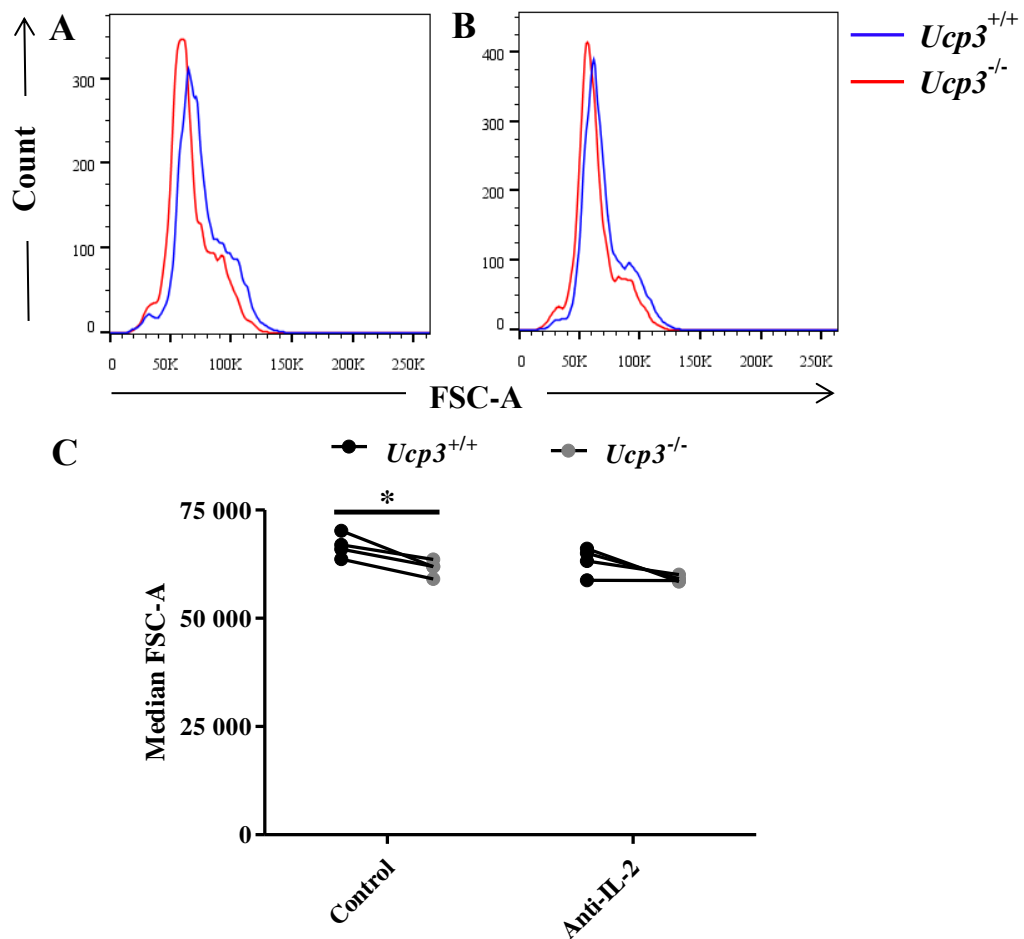 A
B
Ucp3+/+
Ucp3-/-
Count
300
200
100
0
400
300
200
100
0
0 50K 100K 150K 200K 250K
0 50K 100K 150K 200K 250K
FSC-A
C
Ucp3+/+ Ucp3-/-
*
Median FSC-A
75 000
50 000
25 000
0
Control
Anti-IL-2